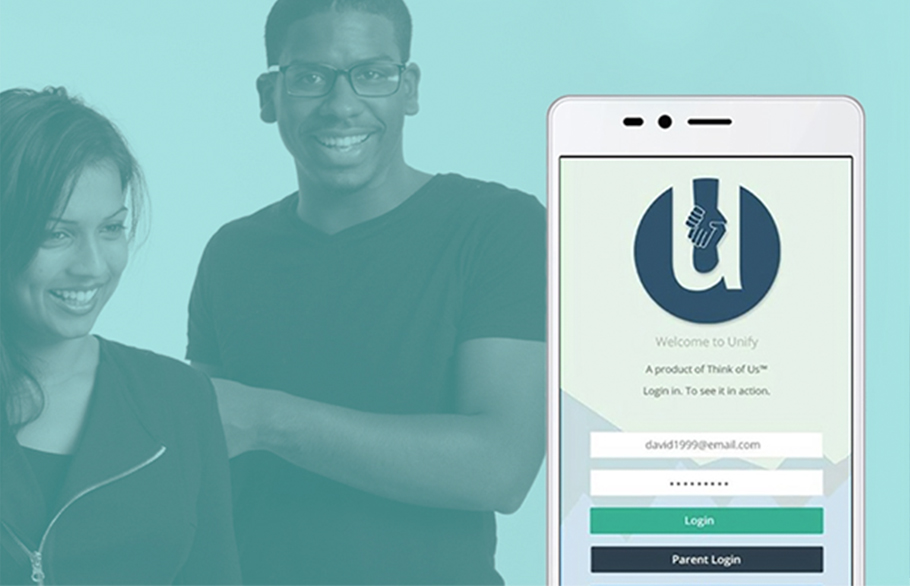 u
Welcome to Unify
A product of Think of Us™
Login in. To see it in action.
david1999@email.com
•••••••••
Login
Parent Login